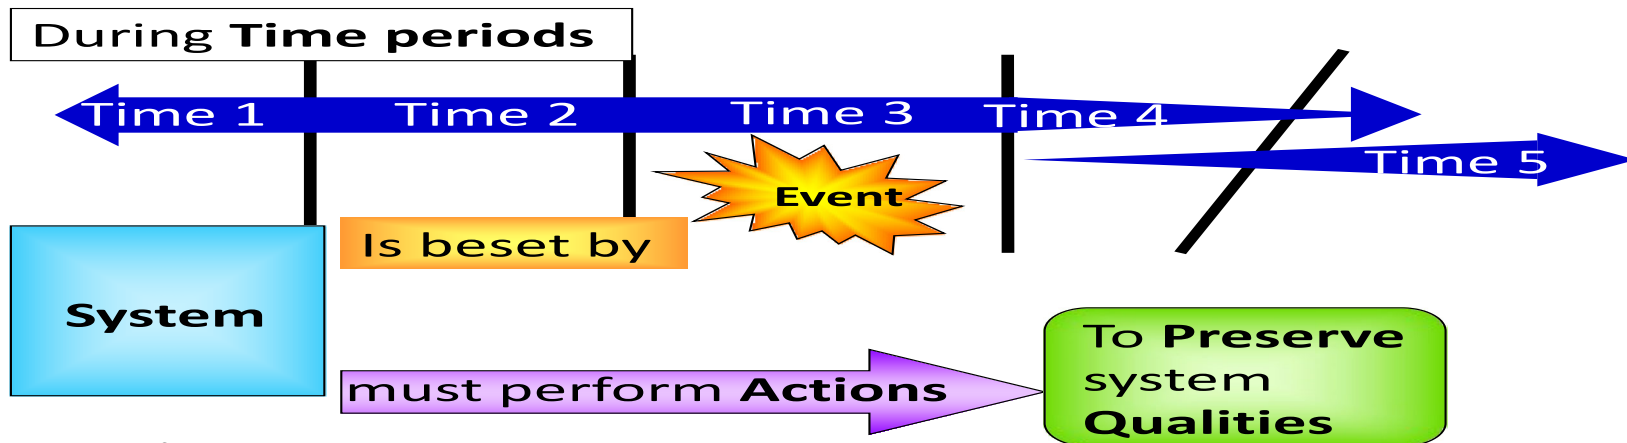 During Time periods
Time 1
Time 2
Time 3
Time 4
Time 5
Event
Is beset by
System
must perform Actions
To Preserve
system
Qualities